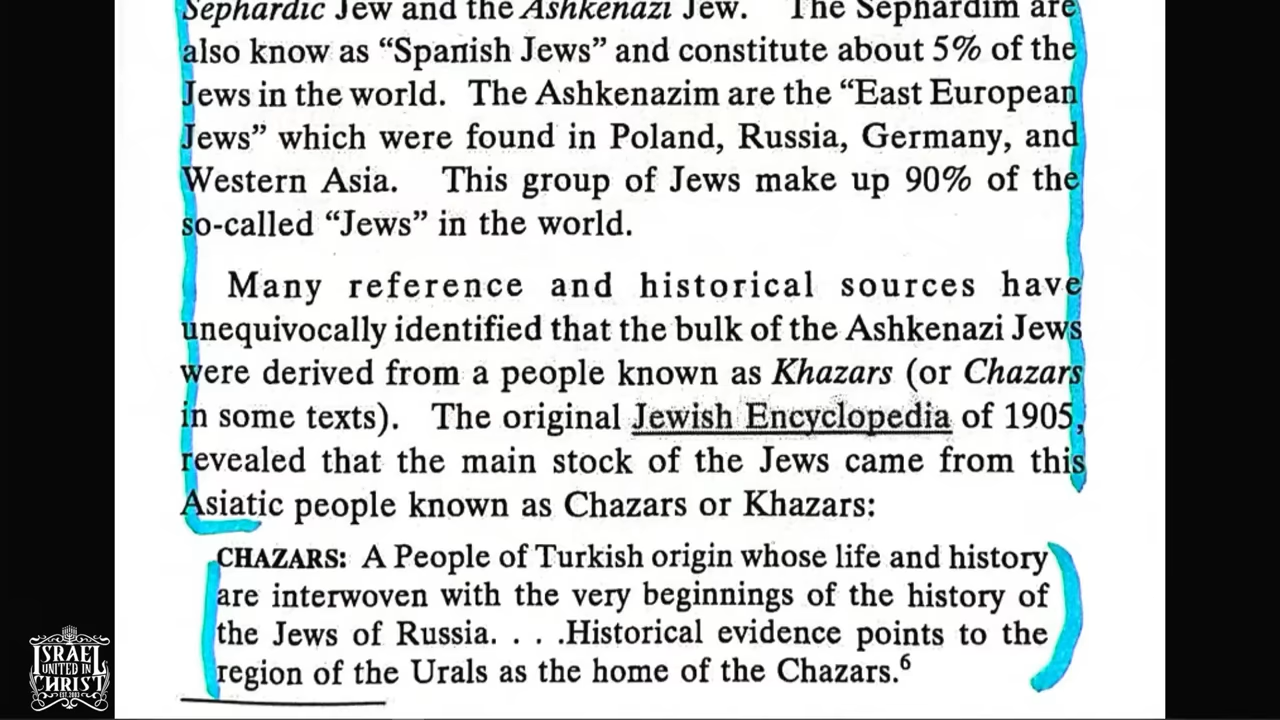 Sephardic Jew and the Ashkenazi Jew. The Sephardim are
also know as “Spanish Jews” and constitute about 5% of the
Jews in the world. The Ashkenazim are the “East European
Jews” which were found in Poland, Russia, Germany, and
Western Asia. This group of Jews make up 90% of the
so-called “Jews” in the world.
Many reference and historical sources have
unequivocally identified that the bulk of the Ashkenazi Jews
were derived from a people known as Khazars (or Chazars
in some texts). The original Jewish Encyclopedia of 1905,
revealed that the main stock of the Jews came from this
Asiatic people known as Chazars or Khazars:
CHAZARS: A People of Turkish origin whose life and history
are interwoven with the very beginnings of the history of
the Jews of Russia. . . .Historical evidence points to the
region of the Urals as the home of the Chazars.6
ISRAEL
UNITED IN
CHRIST
EST. 2003